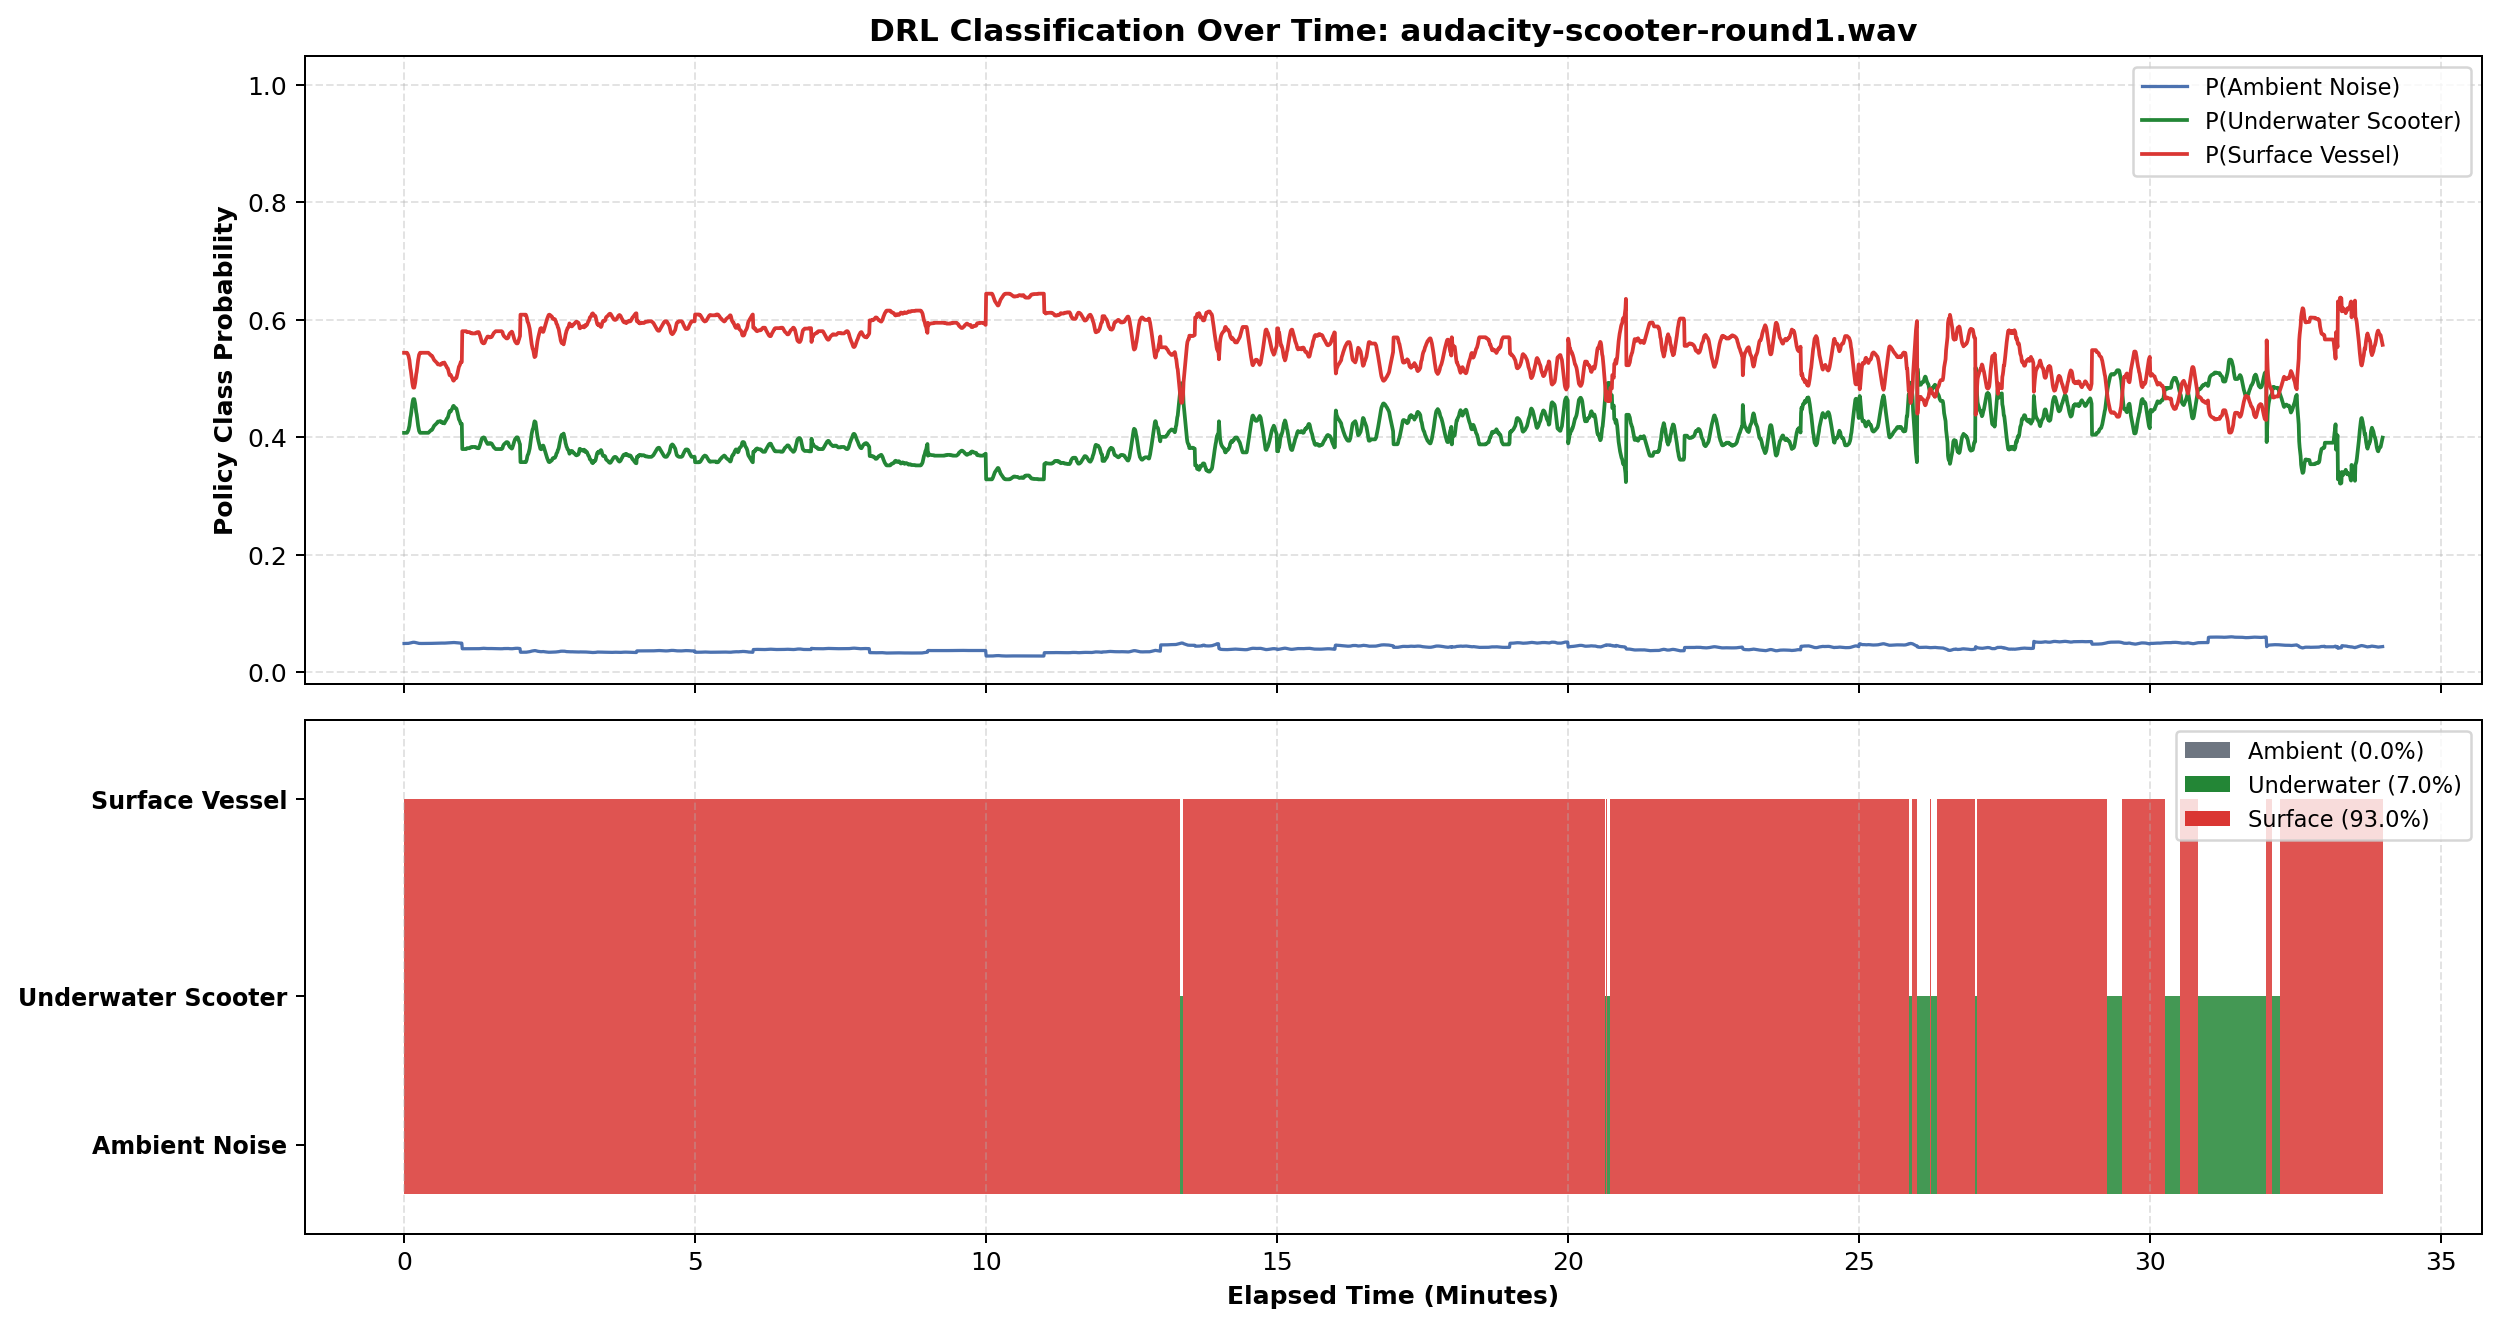 DRL Classification Over Time: audacity-scooter-round1.wav
1.0
0.8
0.6
0.4
0.2
0.0
Policy Class Probability
P(Ambient Noise)
P(Underwater Scooter)
P(Surface Vessel)
Surface Vessel
Underwater Scooter
Ambient Noise
Ambient (0.0%)
Underwater (7.0%)
Surface (93.0%)
0 5 10 15 20 25 30 35
Elapsed Time (Minutes)